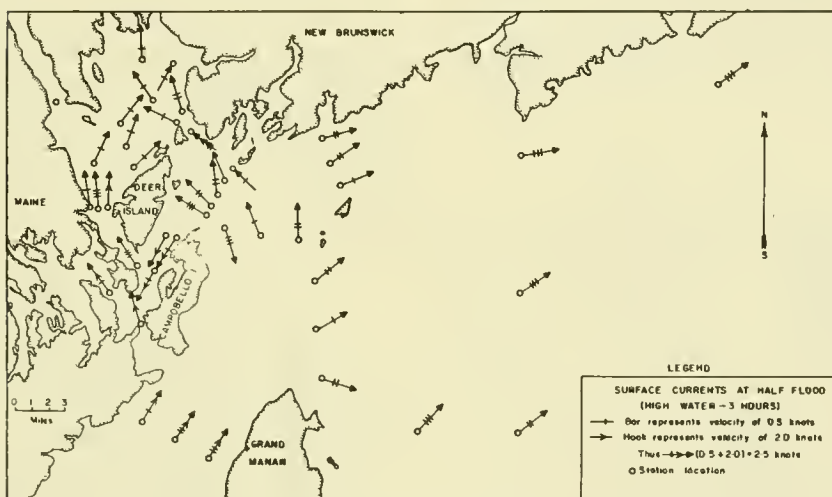 NEW BRUNSWICK
N
DEER
ISLAND
MAINE
S
CAMPOBELLO I.
0 1 2 3
Miles
GRAND
MANAN
LEGEND
SURFACE CURRENTS AT HALF FLOOD
(HIGH WATER - 3 HOURS)
Bar represents velocity of 0.5 knots
Hook represents velocity of 2.0 knots
Thus (0.5 + 2.0) = 2.5 knots
Station location